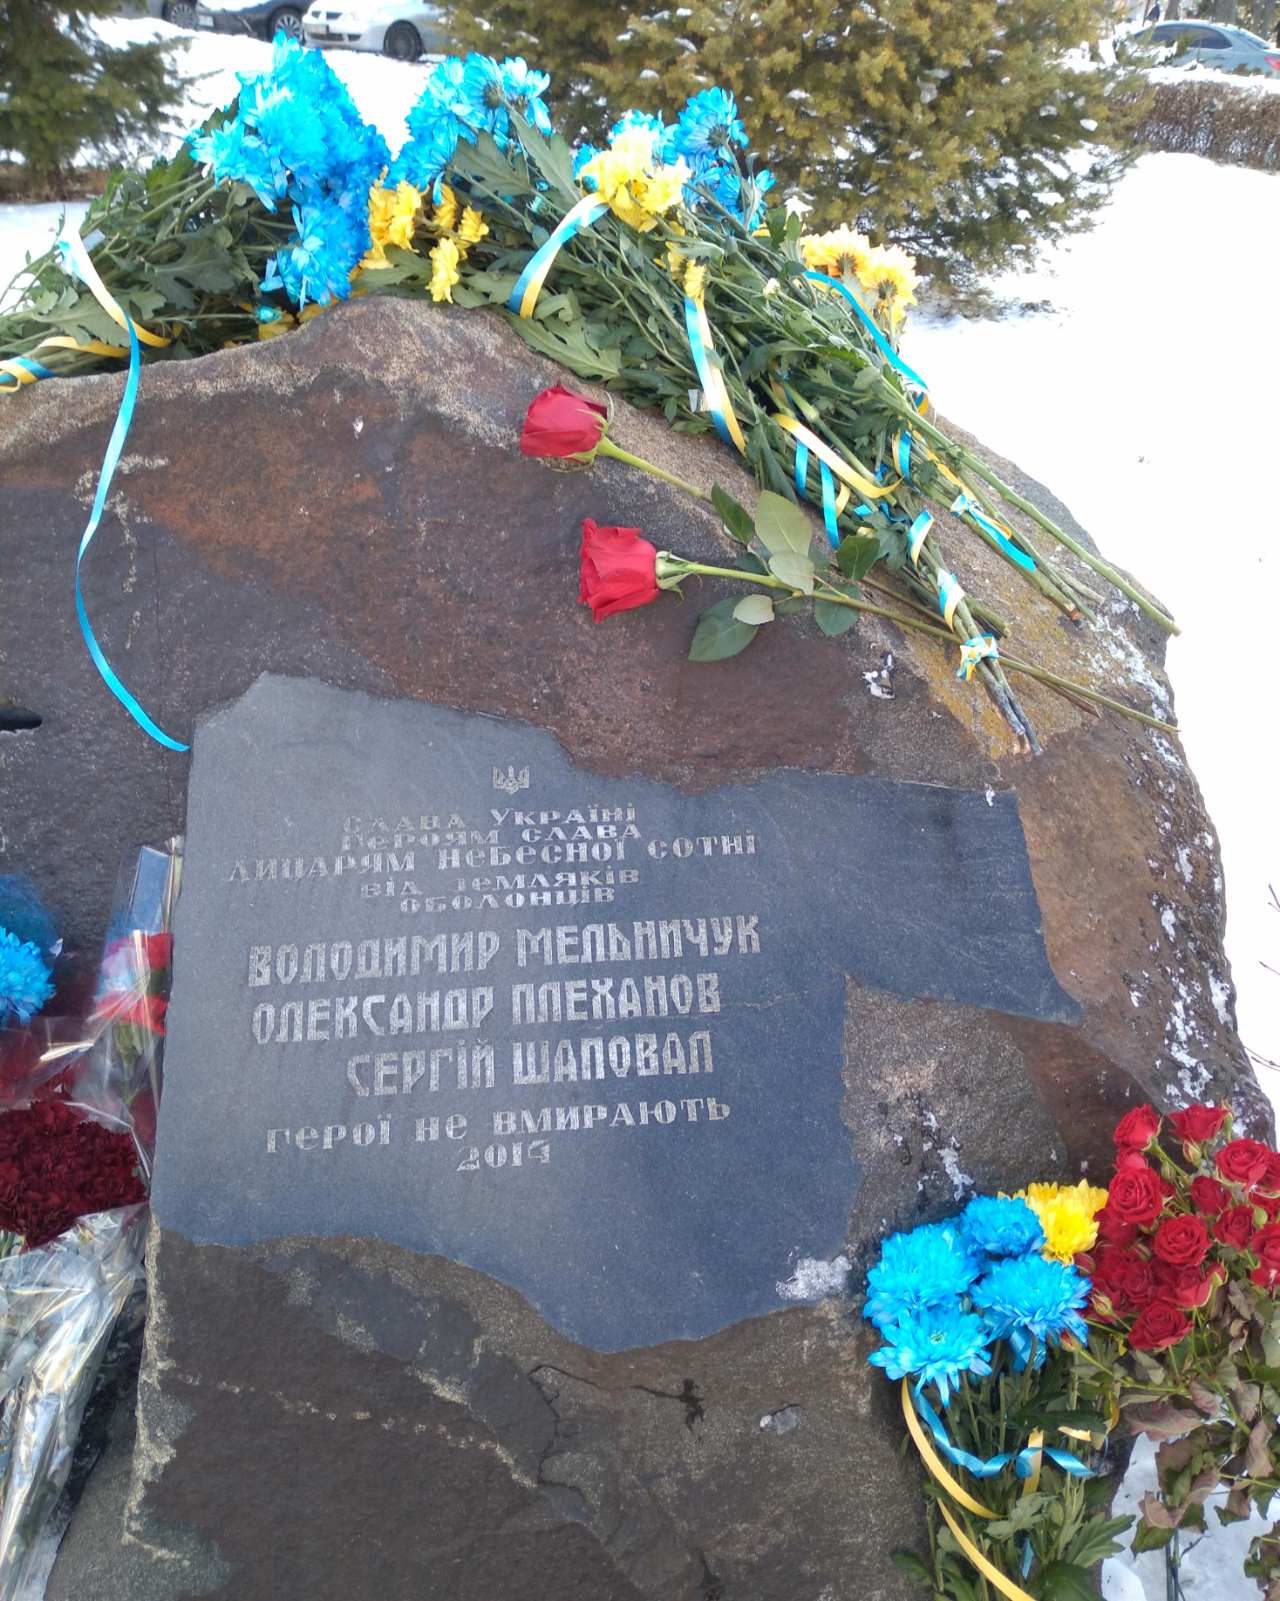 Слава Україні
Героям слава
Лицарям Небесної Сотні
від земляків
оболонців
Володимир Мельничук
Олександр Плеханов
Сергій Шаповал
Герої не вмирають
2014